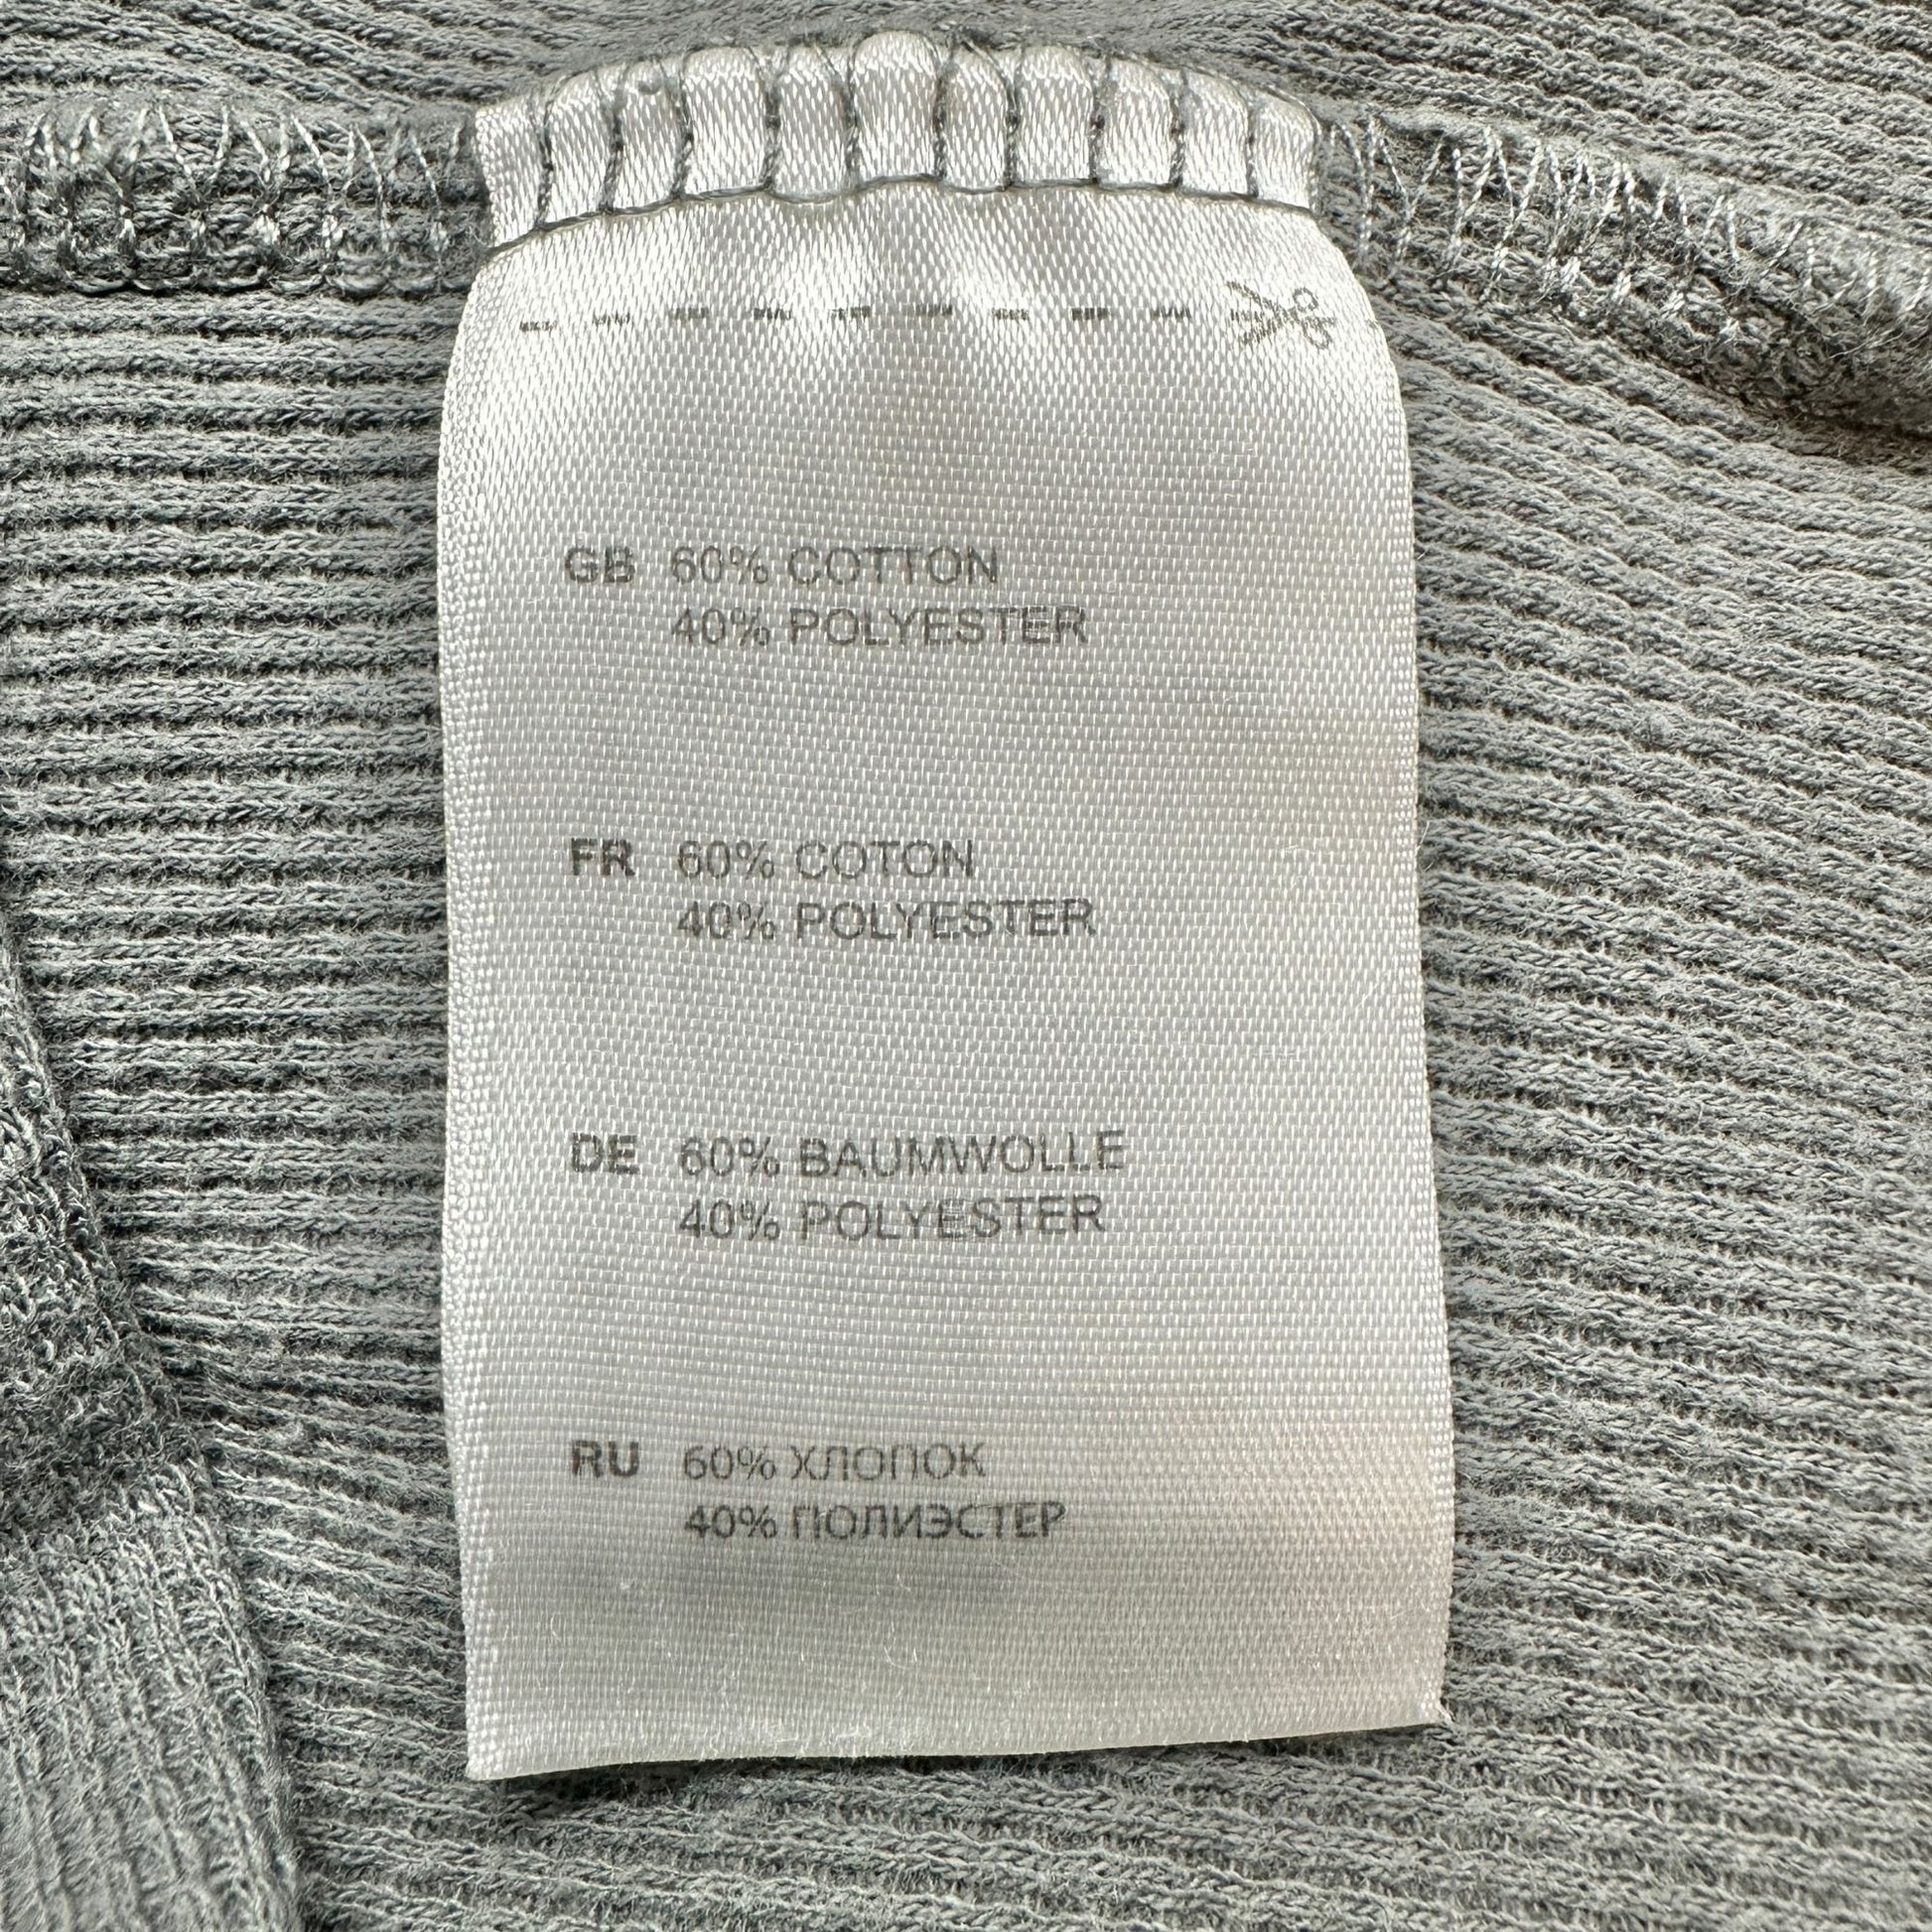 GB 60% COTTON
40% POLYESTER
FR 60% COTON
40% POLYESTER
DE 60% BAUMWOLLE
40% POLYESTER
RU 60% ХЛОПОК
40% ПОЛИЭСТЕР